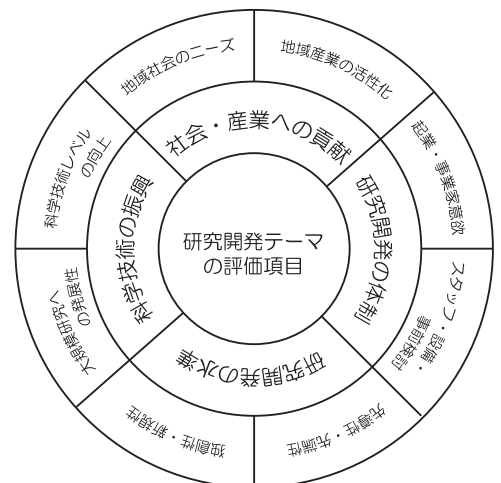 研究開発テーマ
の評価項目
社会・産業への貢献
研究開発の体制
研究開発の水準
科学技術の振興
地域社会のニーズ
地域産業の活性化
起業・事業家意欲
スタッフ・設備・
事前検討
先導性・先端性
独創性・新規性
大規模研究へ
の発展性
科学技術レベル
の向上